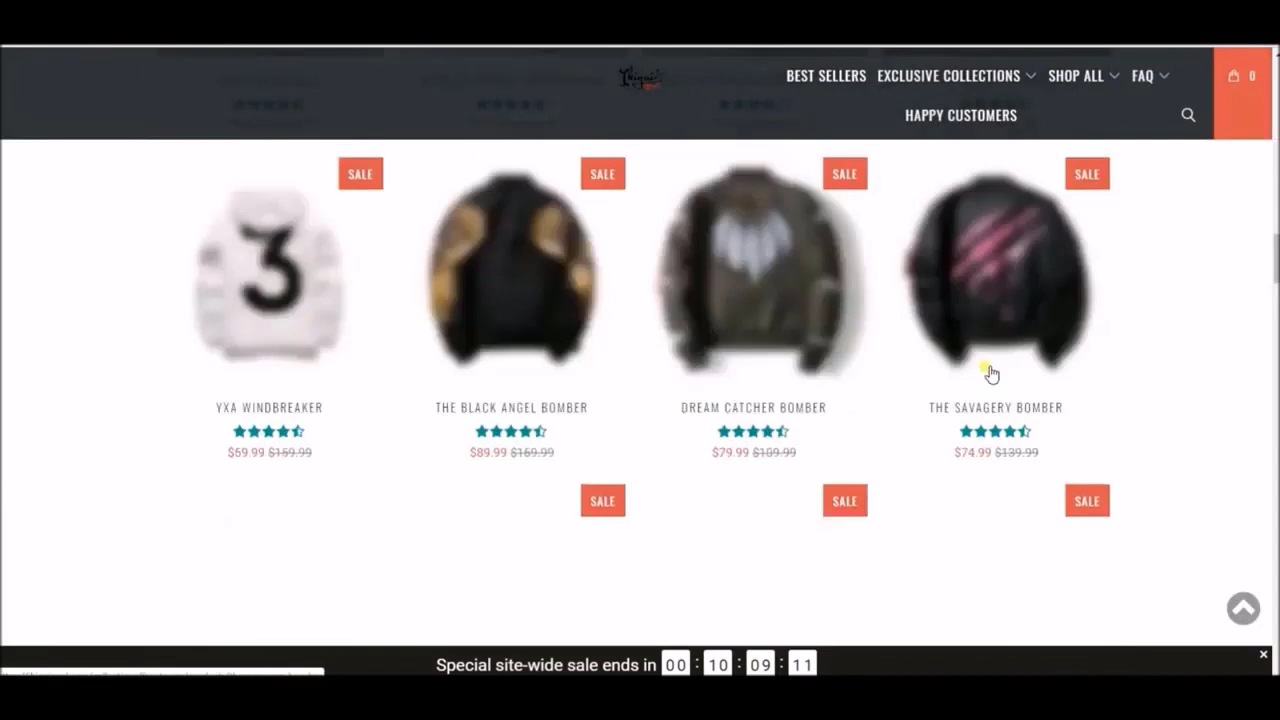 BEST SELLERS EXCLUSIVE COLLECTIONS SHOP ALL FAQ 0
HAPPY CUSTOMERS
SALE SALE SALE SALE
3
YXA WINDBREAKER THE BLACK ANGEL BOMBER DREAM CATCHER BOMBER THE SAVAGERY BOMBER
$59.99 $159.99 $89.99 $169.99 $79.99 $189.99 $74.99 $139.99
SALE SALE SALE
Special site-wide sale ends in 00 : 10 : 09 : 11